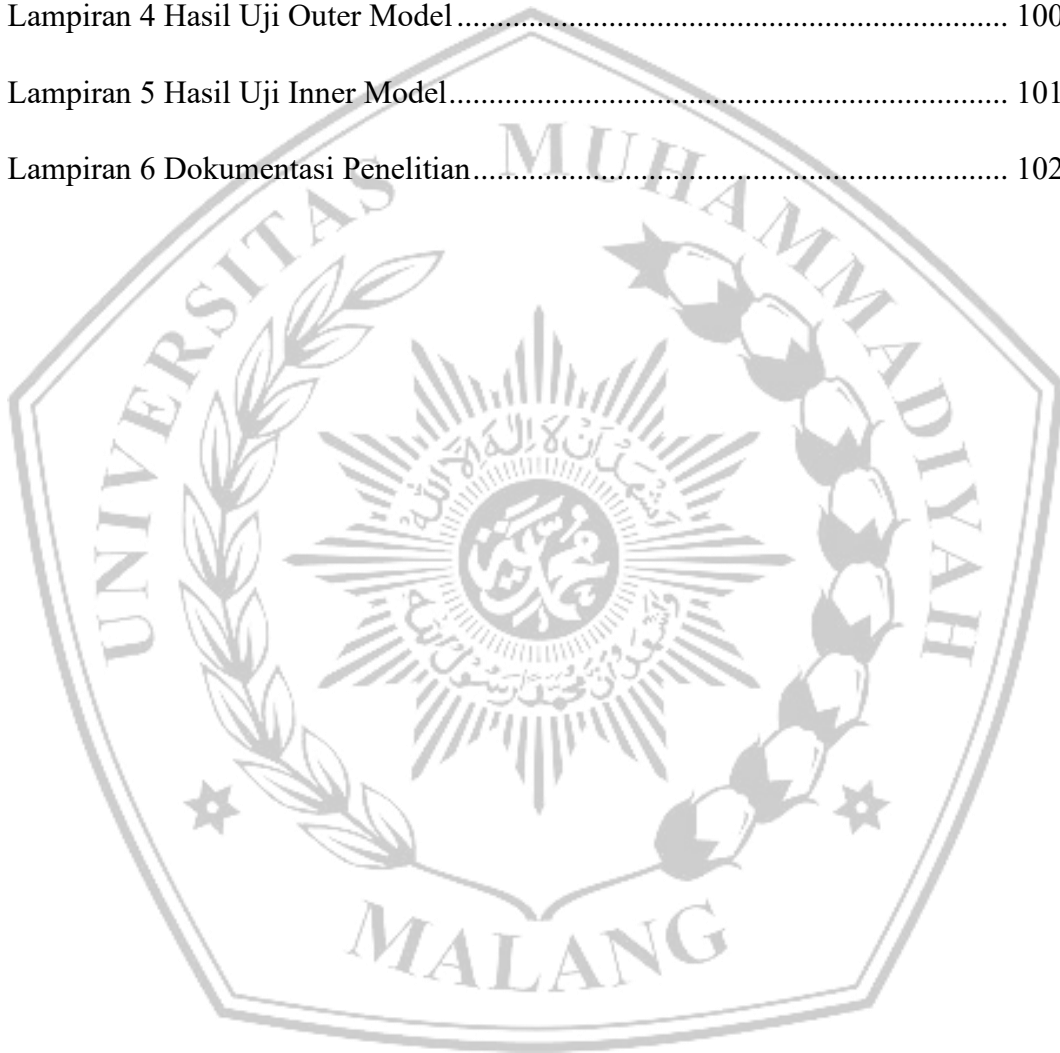 Lampiran 4 Hasil Uji Outer Model.................................................................... 100
Lampiran 5 Hasil Uji Inner Model..................................................................... 101
Lampiran 6 Dokumentasi Penelitian.................................................................. 102
UNIVERSITAS MUHAMMADIYAH
MALANG